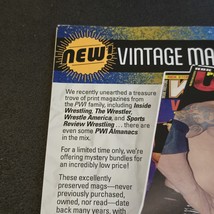 NEW!
VINTAGE MA
We recently unearthed a treasure
trove of print magazines from
the PWI family, including Inside
Wrestling, The Wrestler,
Wrestle America, and Sports
Review Wrestling . . . there are
even some PWI Almanacs
in the mix.
For a limited time only, we're
offering mystery bundles for
an incredibly low price!
These excellently
preserved mags—never
previously purchased,
owned, nor read—date
back many years, with